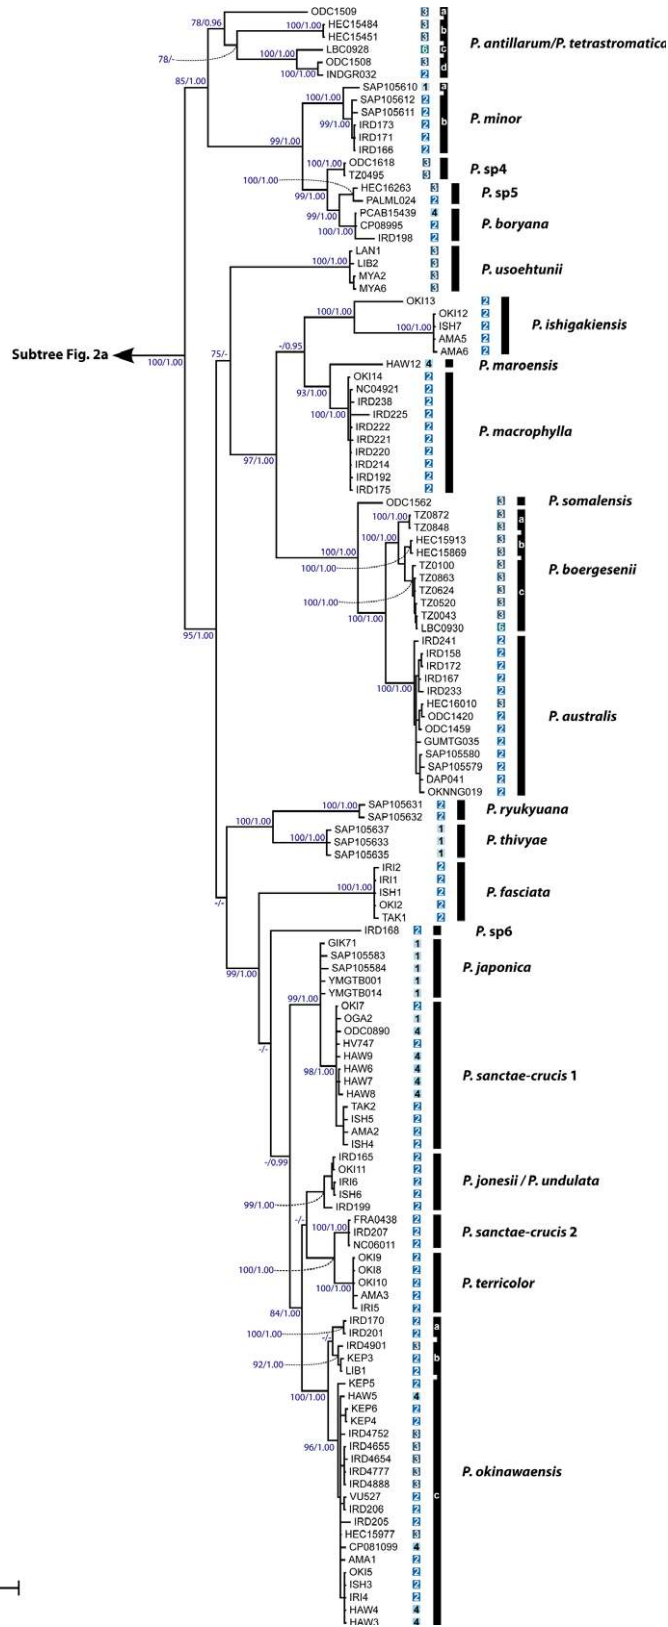 78/0.96
ODC1509 3 a
100/1.00
HEC15484 3
HEC15451 3 b
P. antillarum/P. tetrastromatica
LBC0928 6 c
78/
ODC1508 3 d
100/1.00
INDGR032 2
85/1.00
SAP105610 1 a
100/1.00
SAP105612 2
SAP105611 2 b
P. minor
99/1.00
IRD173 2
IRD171 2
99/1.00
IRD166 2
ODC1618 3
P. sp4
100/1.00
TZ0495 3
HEC16263 3
P. sp5
99/1.00
PALML024 2
99/1.00
PCAB15439 4
CP08995 2
P. boryana
100/1.00
IRD198 2
LAN1 3
100/1.00
LIB2 3
P. usoehtunii
MYA2 3
MYA6 3
OKI13 2
100/1.00
OKI12 2
100/1.00
ISH7 2
P. ishigakiensis
AMA5 2
AMA6 2
Subtree Fig. 2a
100/1.00
75/-
-/0.95
HAW12 4
P. maroensis
93/1.00
OKI14 2
NC04921 2
IRD238 2
100/1.00
IRD225 2
IRD222 2
P. macrophylla
IRD221 2
IRD220 2
97/1.00
IRD214 2
IRD192 2
IRD175 2
ODC1562 3
P. somalensis
100/1.00
TZ0872 3 a
TZ0848 3
100/1.00
HEC15913 3 b
HEC15869 3
100/1.00
TZ0100 3
P. boergesenii
TZ0863 3
TZ0624 3 c
100/1.00
TZ0520 3
100/1.00
TZ0043 3
LBC0930 6
95/1.00
IRD241 2
IRD158 2
IRD172 2
IRD167 2
100/1.00
IRD233 2
HEC16010 3
ODC1420 2
P. australis
ODC1459 2
GUMTG035 2
SAP105580 2
SAP105579 2
DAP041 2
OKNNG019 2
100/1.00
SAP105631 2
P. ryukyuana
SAP105632 2
100/1.00
SAP105637 1
100/1.00
SAP105633 1
P. thivyae
SAP105635 1
IRI2 2
100/1.00
IRI1 2
ISH1 2
P. fasciata
-/-
OKI2 2
TAK1 2
IRD168 2
P. sp6
GIK71 1
SAP105583 1
99/1.00
SAP105584 1
P. japonica
YMGTB001 1
99/1.00
YMGTB014 1
OKI7 2
OGA2 1
ODC0890 4
-/-
HV747 2
HAW9 4
98/1.00
HAW6 4
HAW7 4
P. sanctae-crucis 1
HAW8 4
TAK2 2
ISH5 2
AMA2 2
ISH4 2
-/0.99
IRD165 2
OKI11 2
IRI6 2
P. jonesii / P. undulata
ISH6 2
99/1.00
IRD199 2
-/-
FRA0438 2
100/1.00
IRD207 2
P. sanctae-crucis 2
NC06011 2
OKI9 2
100/1.00
OKI8 2
100/1.00
OKI10 2
P. terricolor
AMA3 2
84/1.00
IRI5 2
IRD170 2 a
100/1.00
IRD201 2
-/-
IRD4901 3
92/1.00
KEP3 2 b
LIB1 2
KEP5 2
100/1.00
HAW5 4
KEP6 2
KEP4 2
IRD4752 3
96/1.00
IRD4655 3
IRD4654 3
IRD4777 3
P. okinawaensis
IRD4888 3
VU527 2 c
IRD206 2
IRD205 2
HEC15977 3
CP081099 4
AMA1 2
OKI5 2
ISH3 2
IRI4 2
HAW4 4
HAW3 4